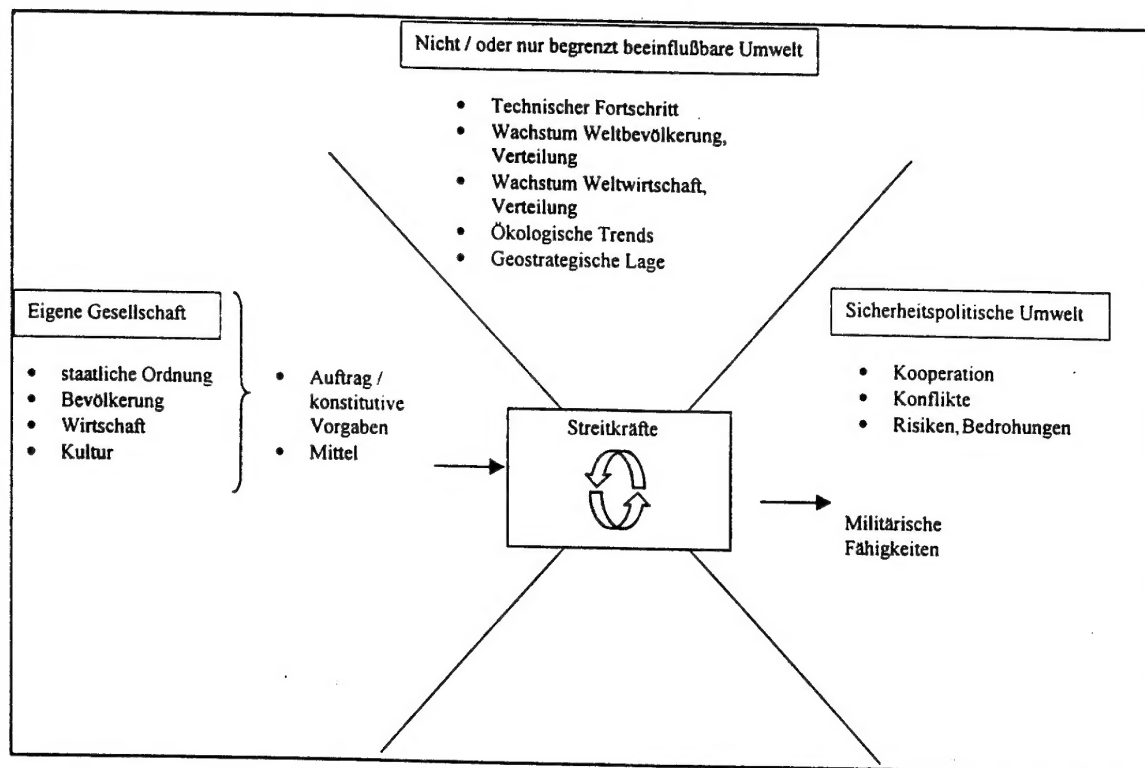 Nicht / oder nur begrenzt beeinflußbare Umwelt
• Technischer Fortschritt
• Wachstum Weltbevölkerung,
Verteilung
• Wachstum Weltwirtschaft,
Verteilung
• Ökologische Trends
• Geostrategische Lage
Eigene Gesellschaft
• staatliche Ordnung
• Bevölkerung
• Wirtschaft
• Kultur
• Auftrag /
konstitutive
Vorgaben
• Mittel
Streitkräfte
Sicherheitspolitische Umwelt
• Kooperation
• Konflikte
• Risiken, Bedrohungen
Militärische
Fähigkeiten